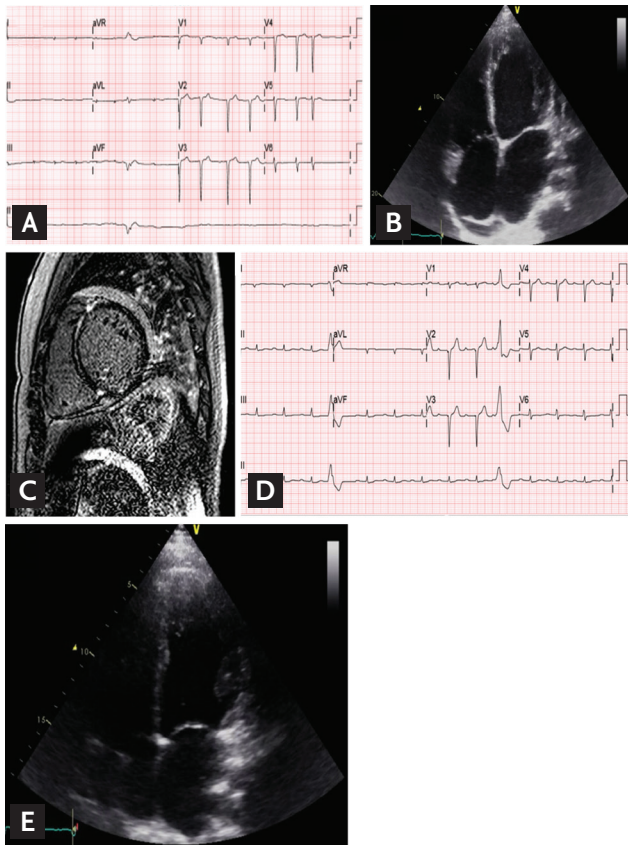 aVR V1 V4
II aVL V2 V5
III aVF V3 V6
II
A
V
10
20
B
C
I aVR V1 V4
II aVL V2 V5
III aVF V3 V6
II
D
V
5
10
15
E